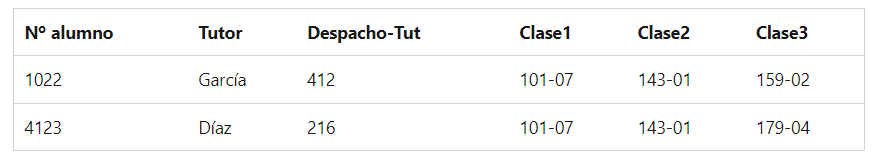 Nº alumno Tutor Despacho-Tut Clase1 Clase2 Clase3
1022 García 412 101-07 143-01 159-02
4123 Díaz 216 101-07 143-01 179-04